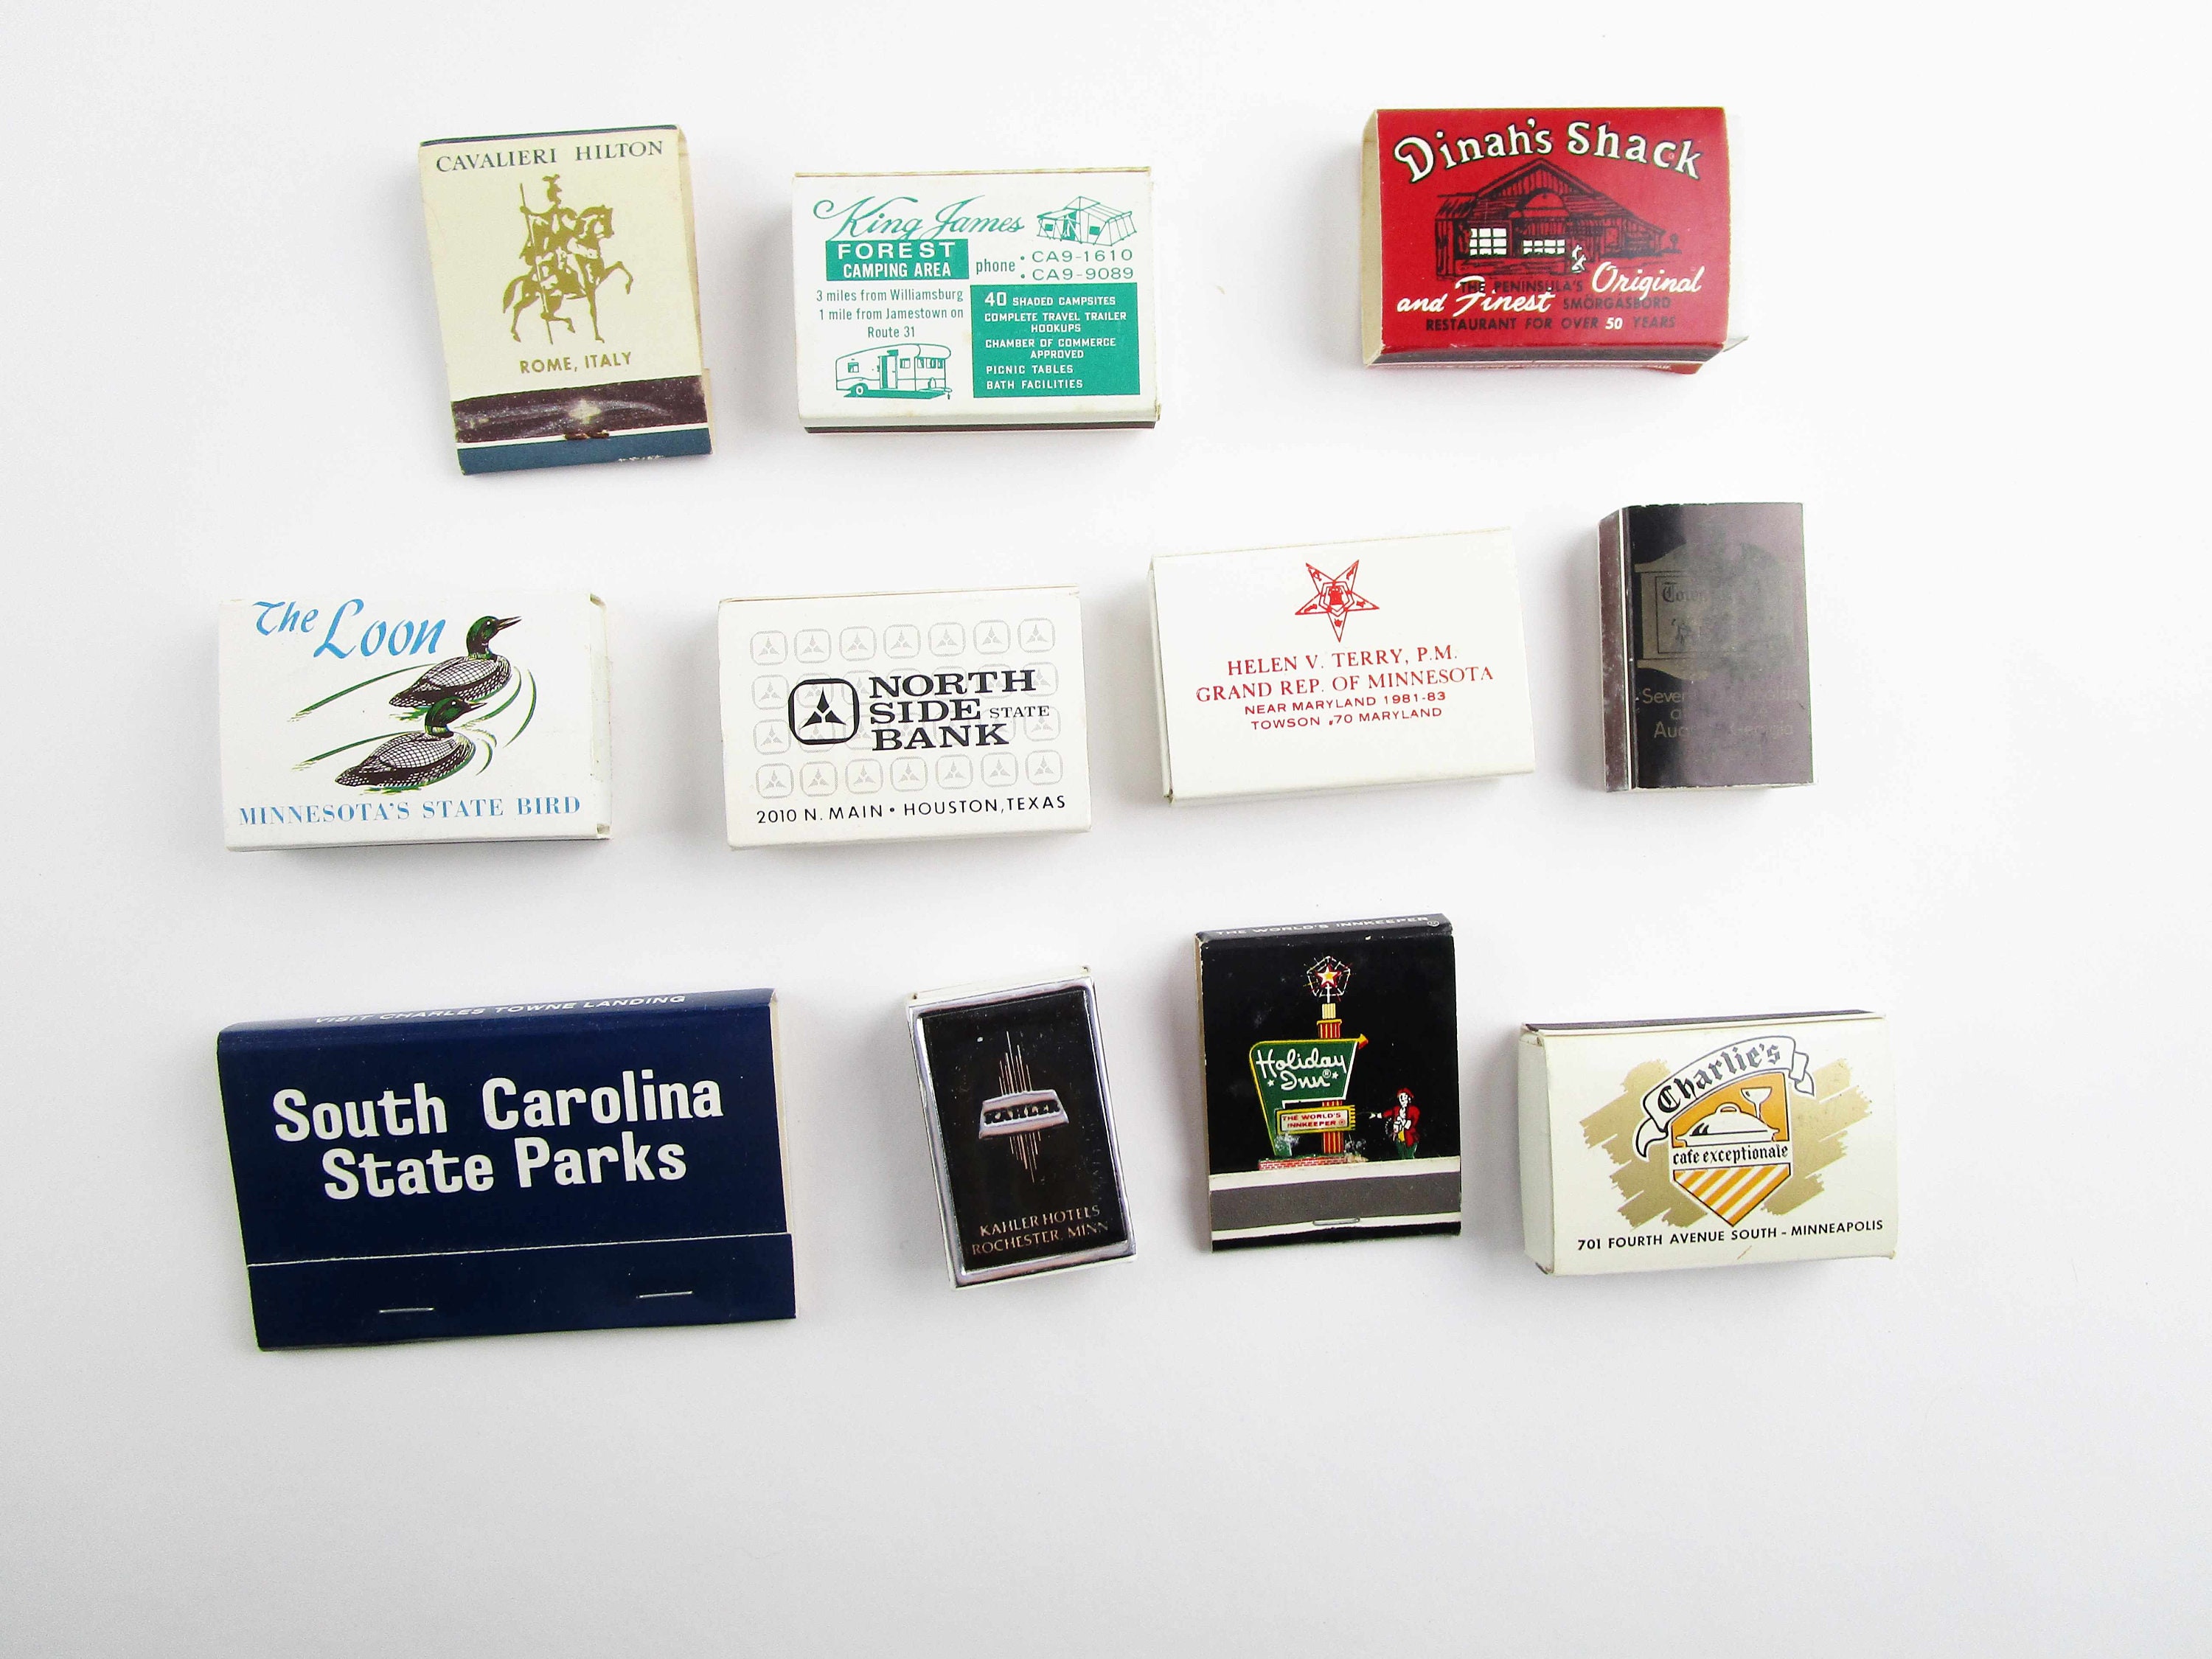 CAVALIERI HILTON
ROME, ITALY
King James
FOREST
CAMPING AREA
phone • CA9-1610
• CA9-9089
3 miles from Williamsburg
1 mile from Jamestown on
Route 31
40 SHADED CAMPSITES
COMPLETE TRAVEL TRAILER
HOOKUPS
CHAMBER OF COMMERCE
APPROVED
PICNIC TABLES
BATH FACILITIES
Dinah's Shack
THE PENINSULA'S Original
and Finest SMÖRGASBORD
RESTAURANT FOR OVER 50 YEARS
The Loon
MINNESOTA'S STATE BIRD
NORTH
SIDE STATE
BANK
2010 N. MAIN • HOUSTON, TEXAS
HELEN V. TERRY, P.M.
GRAND REP. OF MINNESOTA
NEAR MARYLAND 1981-83
TOWSON #70 MARYLAND
VISIT CHARLES TOWNE LANDING
South Carolina
State Parks
KAHLER
KAHLER HOTELS
ROCHESTER, MINN
THE WORLD'S INNKEEPER®
Holiday
Inn®
THE WORLD'S
INNKEEPER®
Charlie's
cafe exceptionale
701 FOURTH AVENUE SOUTH - MINNEAPOLIS